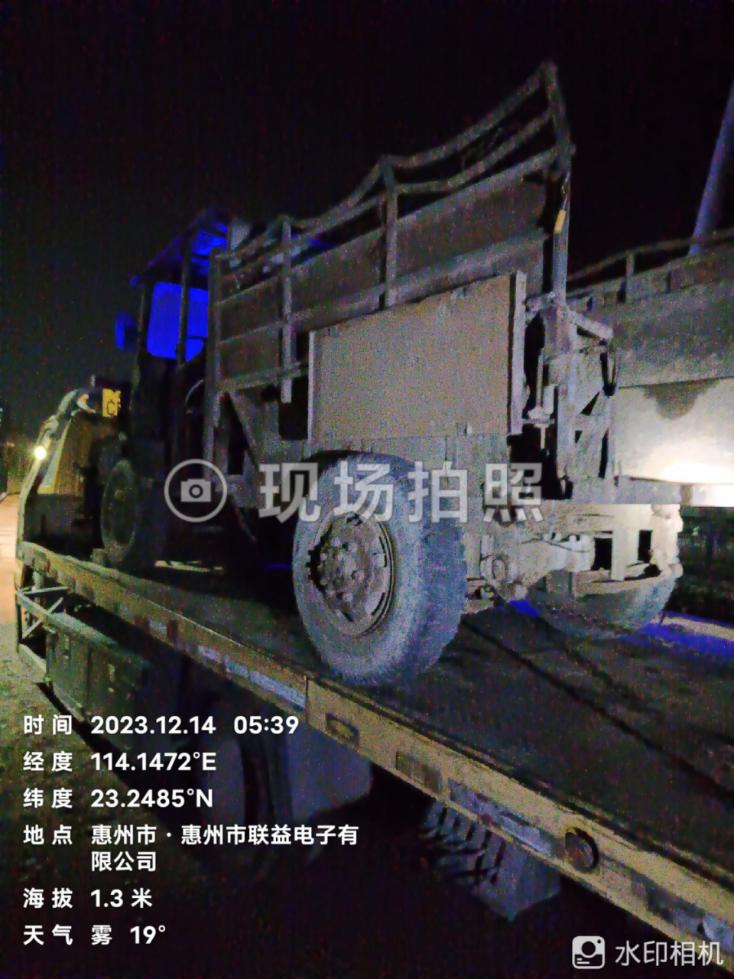 现场拍照
时间 2023.12.14 05:39
经度 114.1472°E
纬度 23.2485°N
地点 惠州市·惠州市联益电子有
限公司
海拔 1.3 米
天气 雾 19°
水印相机